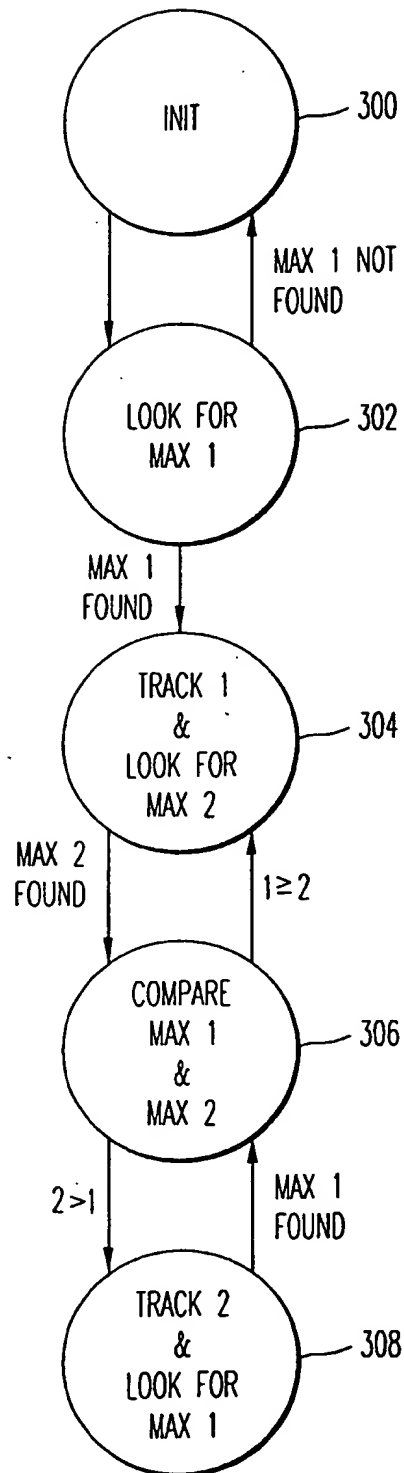 INIT
300
MAX 1 NOT
FOUND
LOOK FOR
MAX 1
302
MAX 1
FOUND
TRACK 1
&
LOOK FOR
MAX 2
304
MAX 2
FOUND
1≥2
COMPARE
MAX 1
&
MAX 2
306
2>1
MAX 1
FOUND
TRACK 2
&
LOOK FOR
MAX 1
308